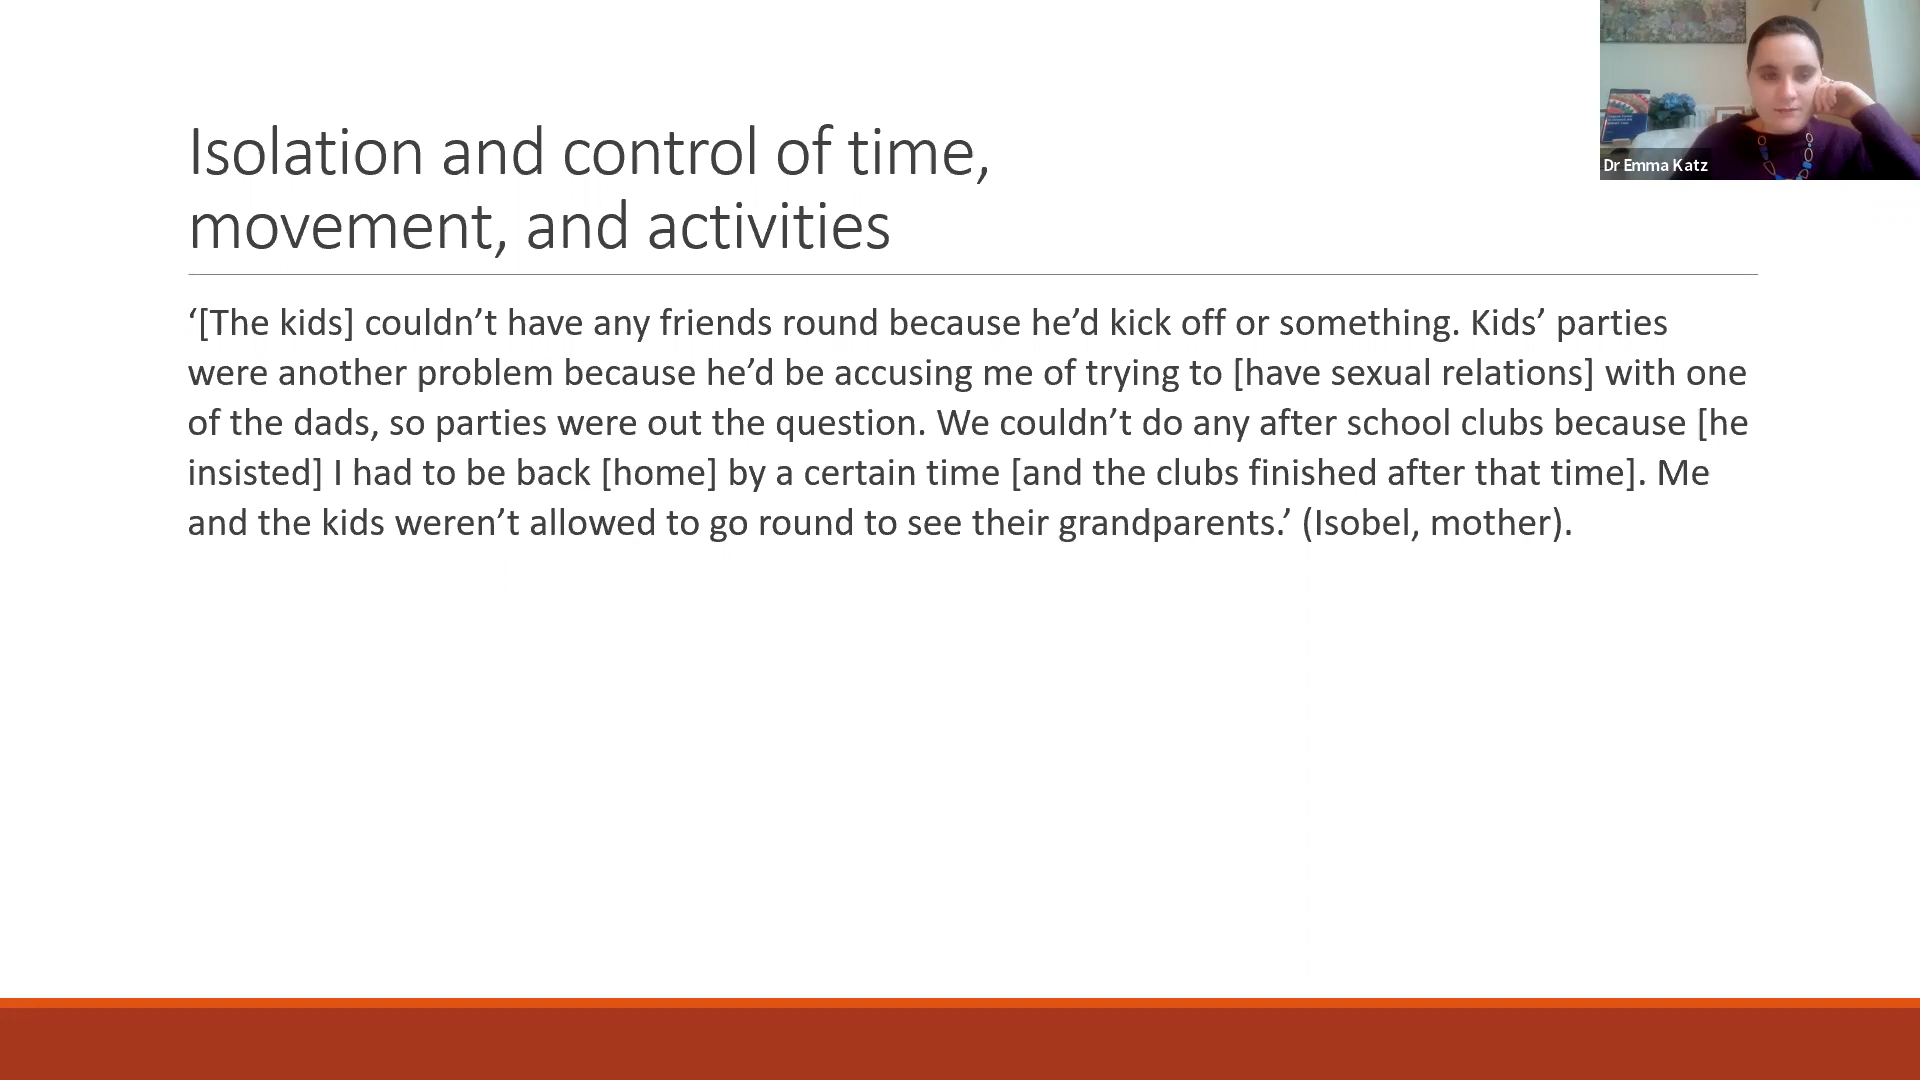 Isolation and control of time,
movement, and activities
‘[The kids] couldn’t have any friends round because he’d kick off or something. Kids’ parties
were another problem because he’d be accusing me of trying to [have sexual relations] with one
of the dads, so parties were out the question. We couldn’t do any after school clubs because [he
insisted] I had to be back [home] by a certain time [and the clubs finished after that time]. Me
and the kids weren’t allowed to go round to see their grandparents.’ (Isobel, mother).
Dr Emma Katz